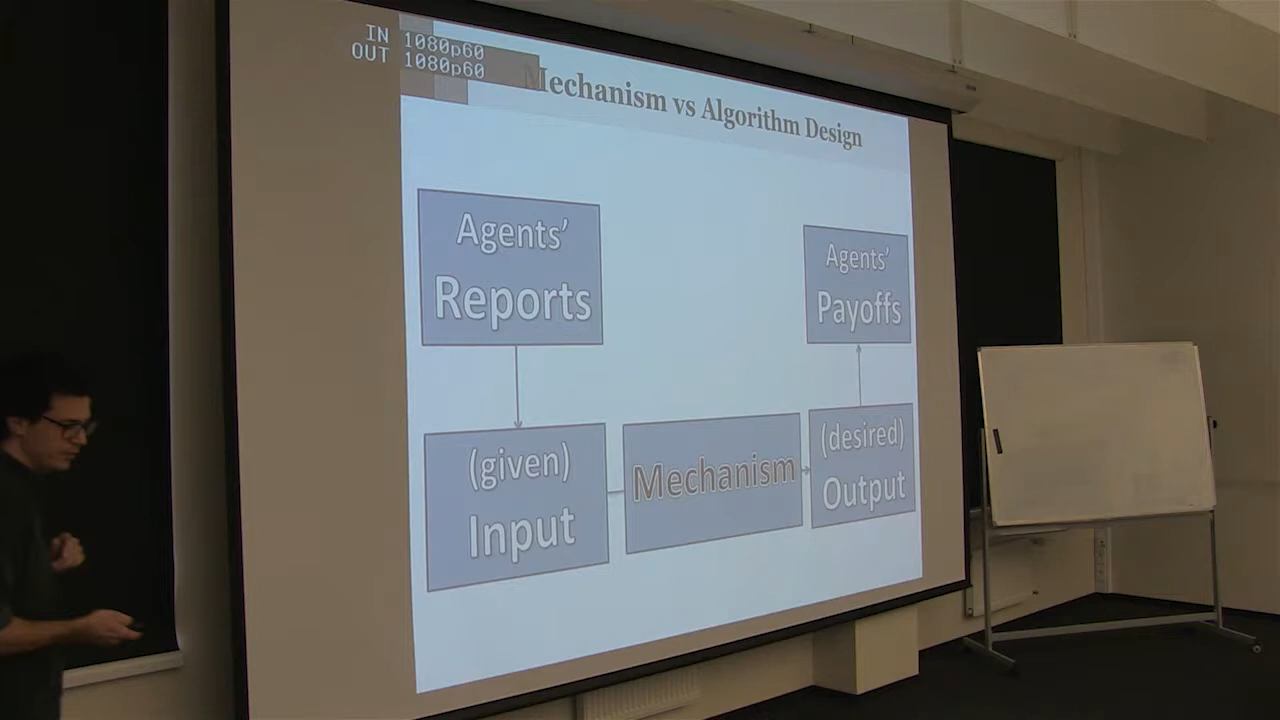 IN 1080p60
OUT 1080p60
Mechanism vs Algorithm Design
Agents’
Reports
Agents’
Payoffs
(given)
Input
Mechanism
(desired)
Output